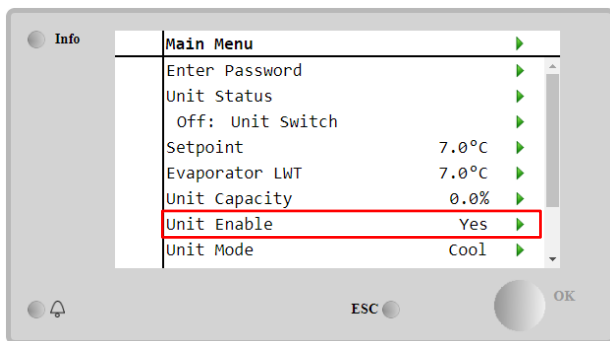 Info
Main Menu
Enter Password
Unit Status
Off: Unit Switch
Setpoint 7.0°C
Evaporator LWT 7.0°C
Unit Capacity 0.0%
Unit Enable Yes
Unit Mode Cool
ESC
OK